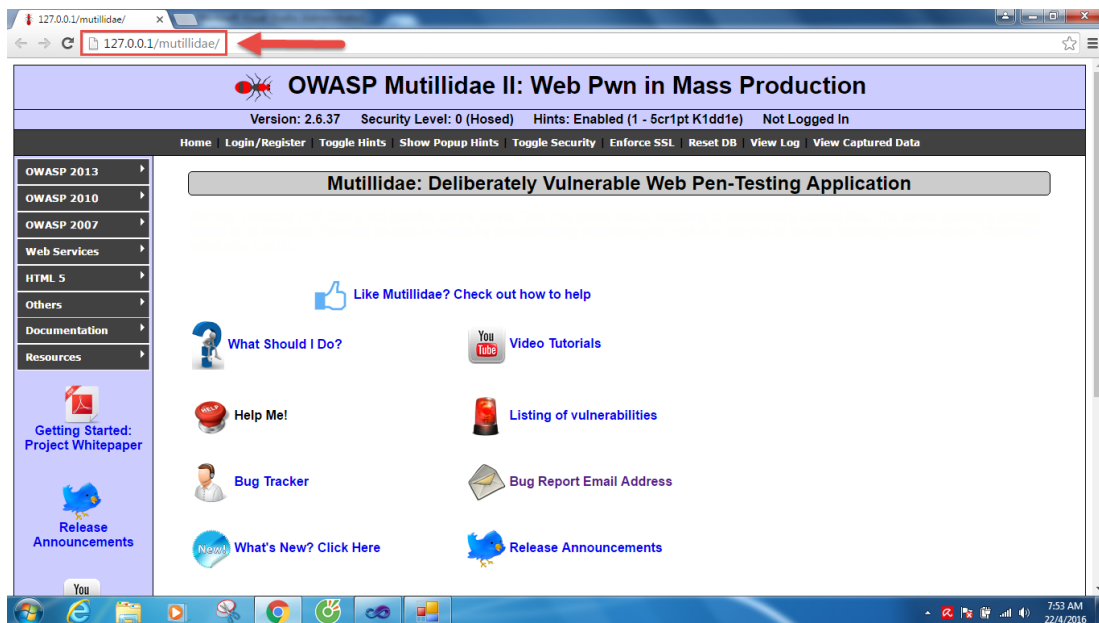 127.0.0.1/mutillidae/
127.0.0.1/mutillidae/
OWASP Mutillidae II: Web Pwn in Mass Production
Version: 2.6.37 Security Level: 0 (Hosed) Hints: Enabled (1 - 5cr1pt K1dd1e) Not Logged In
Home Login/Register Toggle Hints Show Popup Hints Toggle Security Enforce SSL Reset DB View Log View Captured Data
OWASP 2013
OWASP 2010
OWASP 2007
Web Services
HTML 5
Others
Documentation
Resources
Getting Started:
Project Whitepaper
Release
Announcements
You
Mutillidae: Deliberately Vulnerable Web Pen-Testing Application
Like Mutillidae? Check out how to help
What Should I Do?
You
Tube
Video Tutorials
HELP
Help Me!
Listing of vulnerabilities
Bug Tracker
Bug Report Email Address
New!
What's New? Click Here
Release Announcements
7:53 AM
22/4/2016